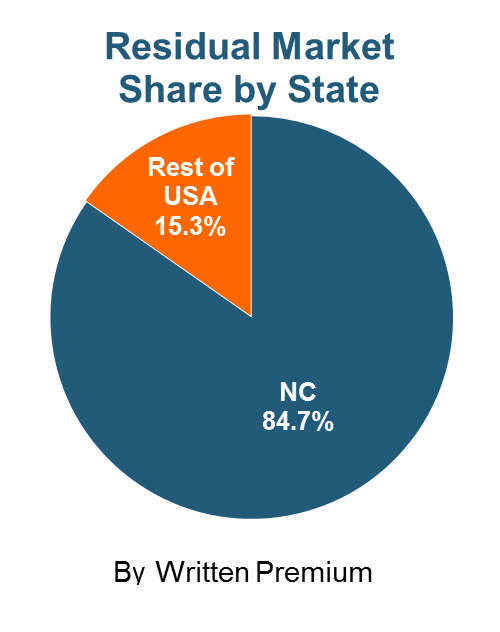 Residual Market
Share by State
Rest of
USA
15.3%
NC
84.7%
By Written Premium